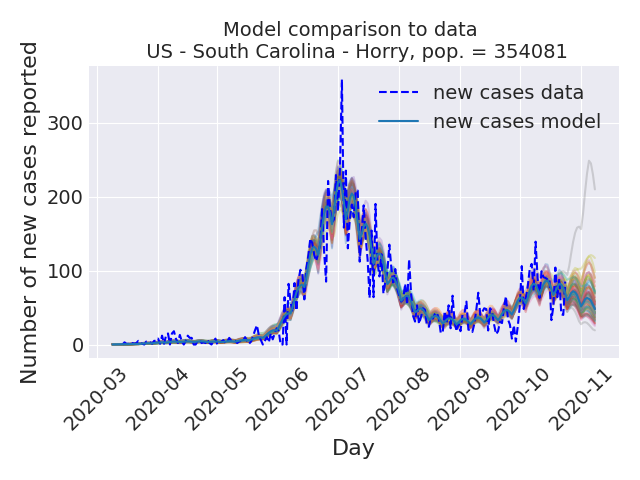 Model comparison to data
US - South Carolina - Horry, pop. = 354081
Number of new cases reported
300
200
100
0
new cases data
new cases model
2020-03
2020-04
2020-05
2020-06
2020-07
2020-08
2020-09
2020-10
2020-11
Day